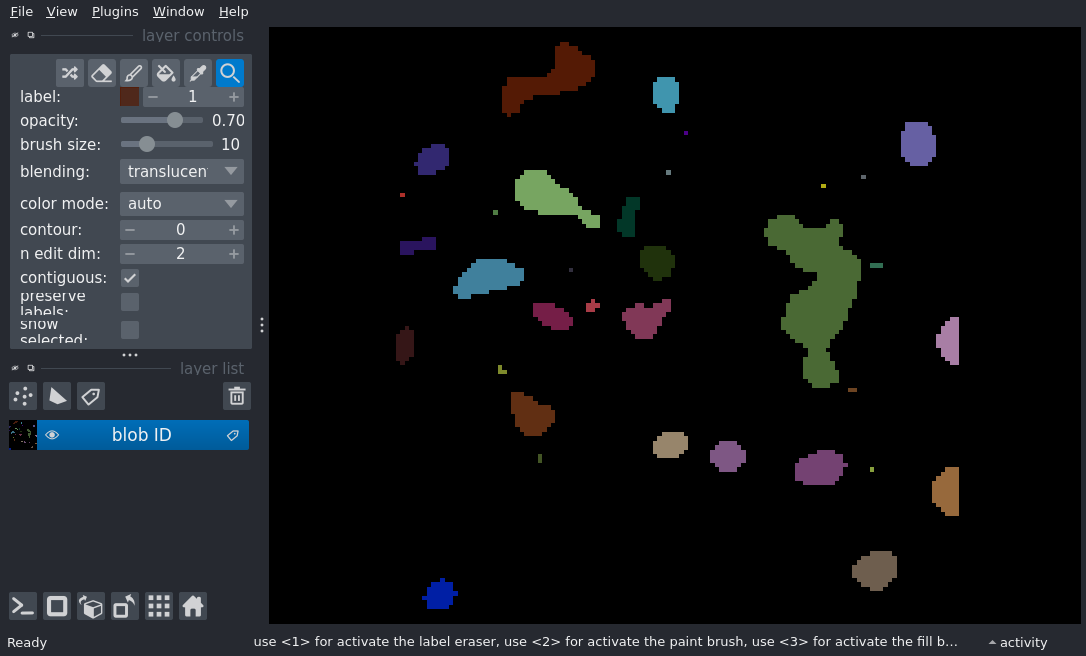 File View Plugins Window Help
layer controls
label: 1
opacity: 0.70
brush size: 10
blending: translucen
color mode: auto
contour: 0
n edit dim: 2
contiguous:
preserve
labels:
show
selected:
layer list
blob ID
Ready use <1> for activate the label eraser, use <2> for activate the paint brush, use <3> for activate the fill b... activity